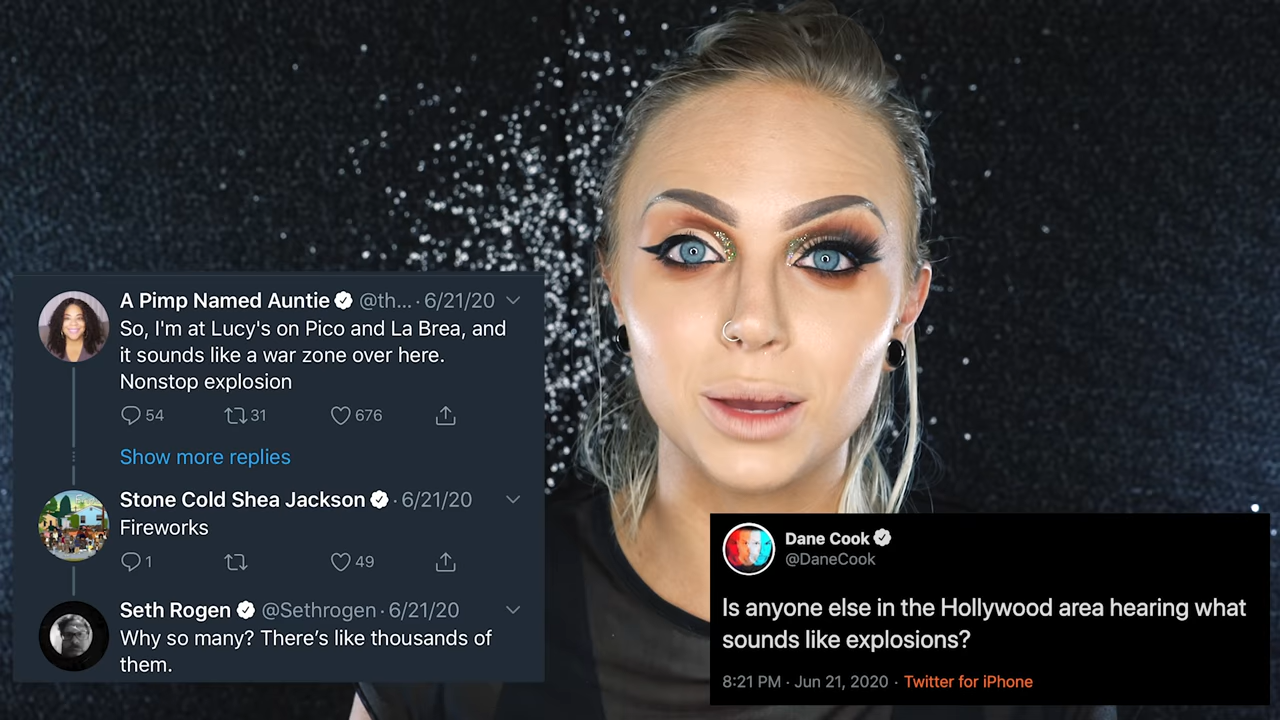 A Pimp Named Auntie @th... · 6/21/20
So, I'm at Lucy's on Pico and La Brea, and
it sounds like a war zone over here.
Nonstop explosion
54 31 676
Show more replies
Stone Cold Shea Jackson · 6/21/20
Fireworks
1 49
Seth Rogen @Sethrogen · 6/21/20
Why so many? There's like thousands of
them.
Dane Cook
@DaneCook
Is anyone else in the Hollywood area hearing what
sounds like explosions?
8:21 PM · Jun 21, 2020 · Twitter for iPhone